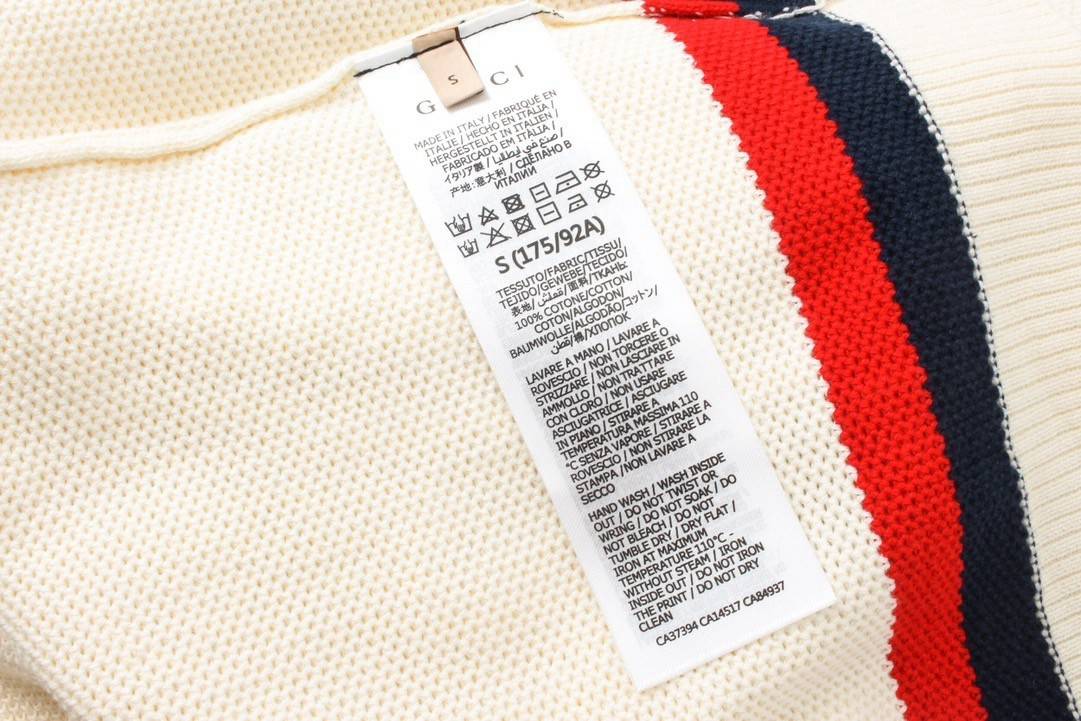 S
G CI
MADE IN ITALY / FABRIQUÉ EN
ITALIE / HECHO EN ITALIA /
HERGESTELLT IN ITALIEN /
FABRICADO EM ITÁLIA /
イタリア製 / صنع في إيطاليا /
产地:意大利 / СДЕЛАНО В
ИТАЛИИ
S (175/92A)
TESSUTO/FABRIC/TISSU/
TEJIDO/GEWEBE/TECIDO/
表地/ قماش /面料/ТКАНЬ:
100% COTONE/COTTON/
COTON/ALGODON/
BAUMWOLLE/ALGODÃO/コットン/
قطن/棉/ХЛОПОК
LAVARE A MANO / LAVARE A
ROVESCIO / NON TORCERE O
STRIZZARE / NON LASCIARE IN
AMMOLLO / NON TRATTARE
CON CLORO / NON USARE
ASCIUGATRICE / ASCIUGARE
IN PIANO / STIRARE A
TEMPERATURA MASSIMA 110
°C SENZA VAPORE / STIRARE A
ROVESCIO / NON STIRARE LA
STAMPA / NON LAVARE A
SECCO
HAND WASH / WASH INSIDE
OUT / DO NOT TWIST OR
WRING / DO NOT SOAK / DO
NOT BLEACH / DO NOT
TUMBLE DRY / DRY FLAT /
IRON AT MAXIMUM
TEMPERATURE 110°C -
WITHOUT STEAM / IRON
INSIDE OUT / DO NOT IRON
THE PRINT / DO NOT DRY
CLEAN
CA37394 CA14517 CA84937